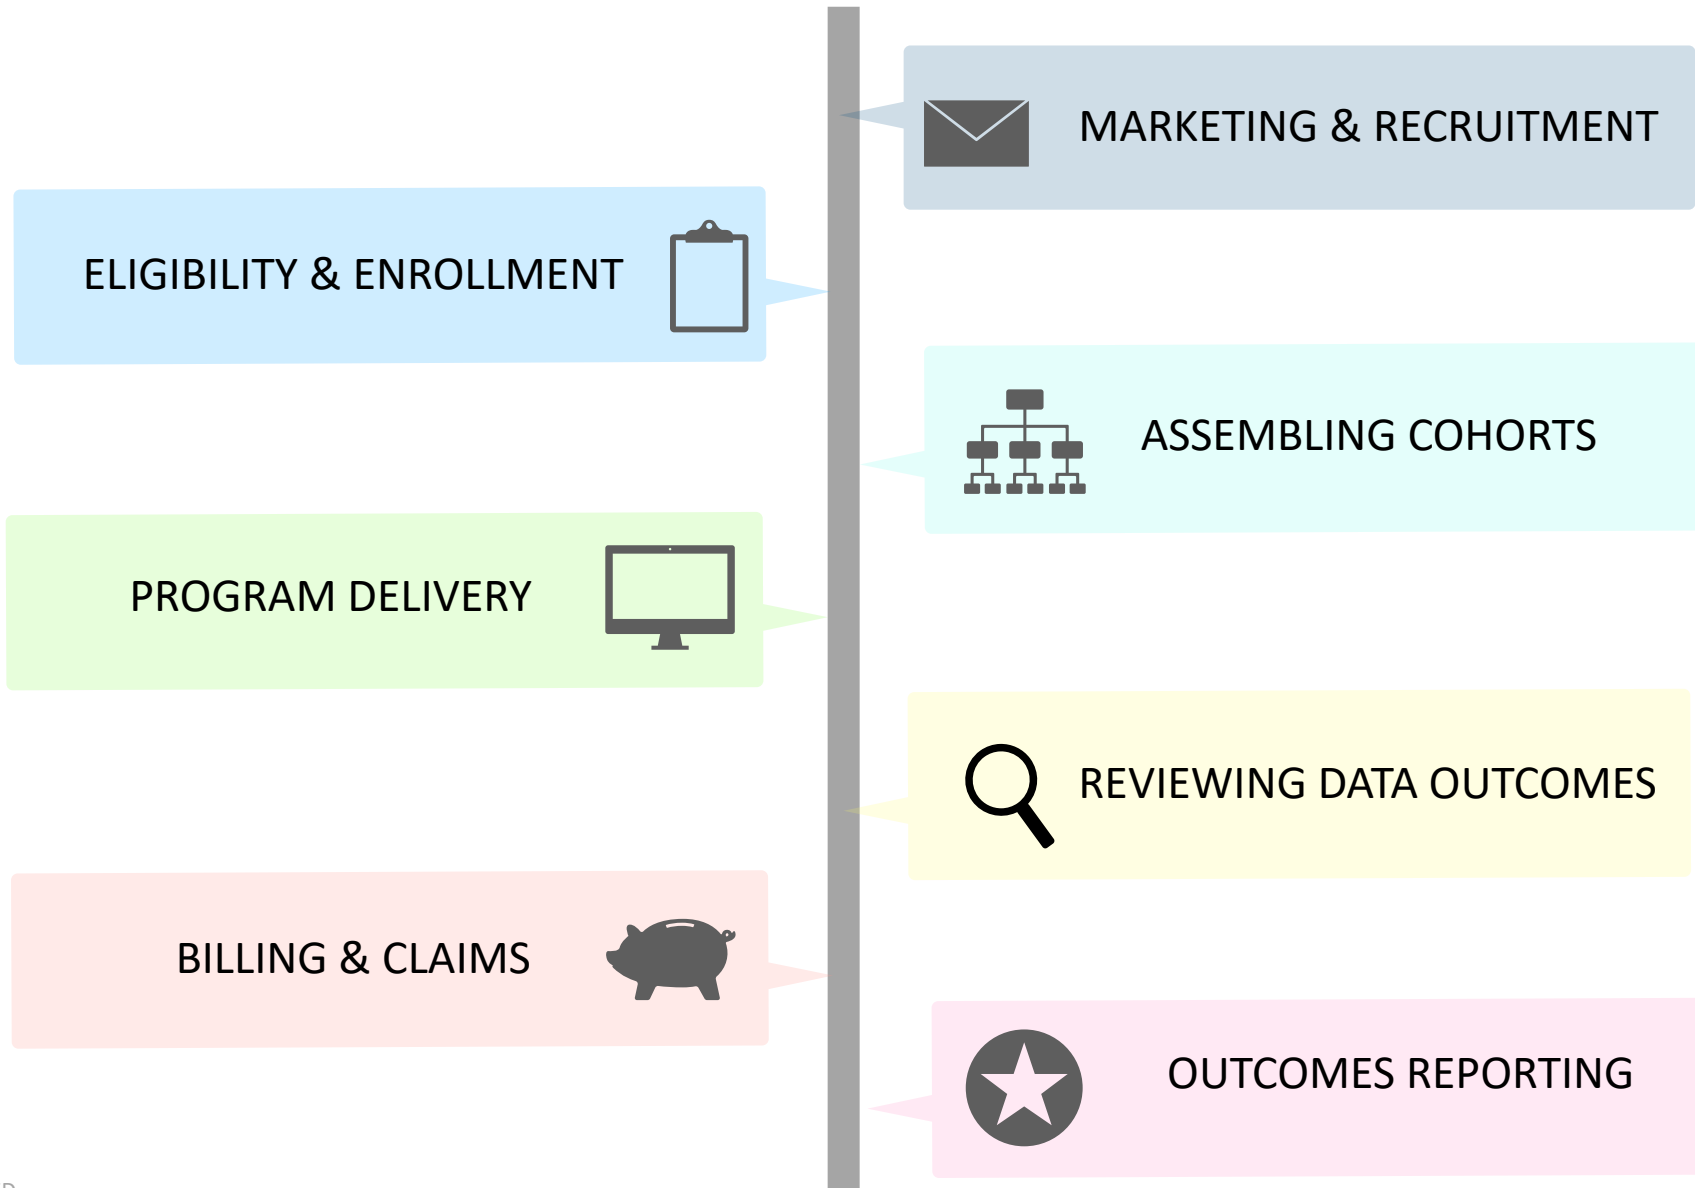 MARKETING & RECRUITMENT
ELIGIBILITY & ENROLLMENT
ASSEMBLING COHORTS
PROGRAM DELIVERY
REVIEWING DATA OUTCOMES
BILLING & CLAIMS
OUTCOMES REPORTING